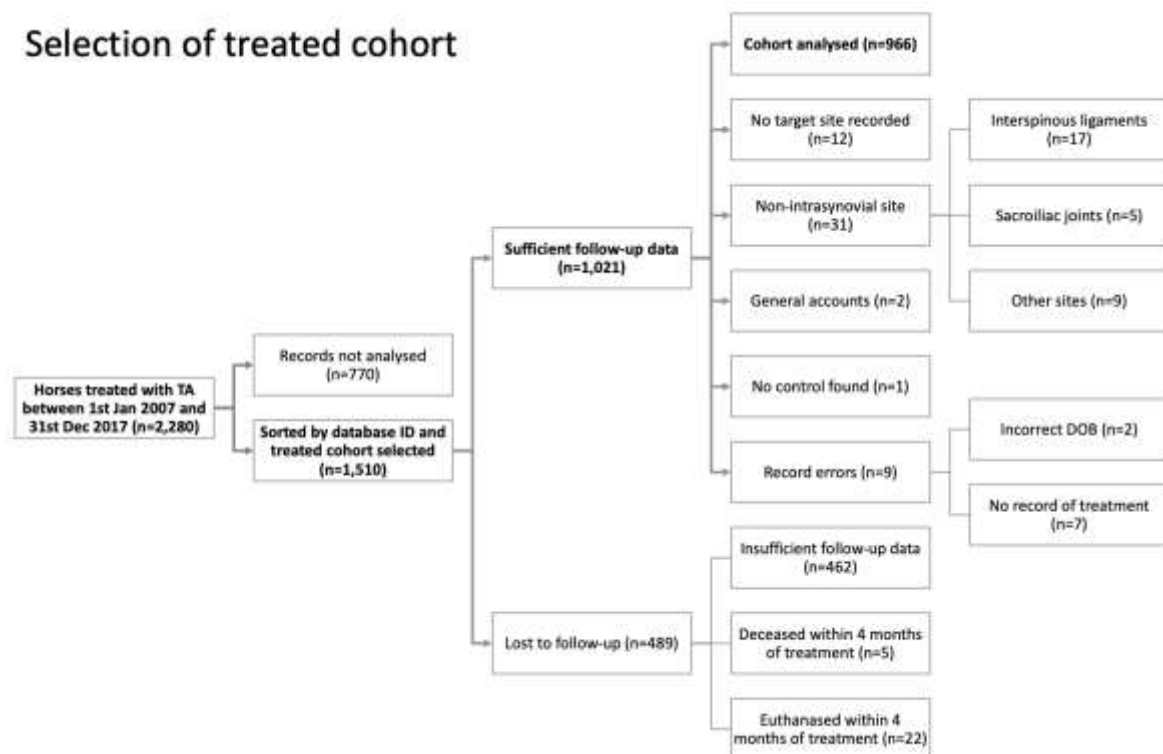 Selection of treated cohort
Horses treated with TA
between 1st Jan 2007 and
31st Dec 2017 (n=2,280)
Records not analysed
(n=770)
Sorted by database ID and
treated cohort selected
(n=1,510)
Sufficient follow-up data
(n=1,021)
Lost to follow-up (n=489)
Cohort analysed (n=966)
No target site recorded
(n=12)
Non-intrasynovial site
(n=31)
General accounts (n=2)
No control found (n=1)
Record errors (n=9)
Insufficient follow-up data
(n=462)
Deceased within 4 months
of treatment (n=5)
Euthanased within 4
months of treatment (n=22)
Interspinous ligaments
(n=17)
Sacroiliac joints (n=5)
Other sites (n=9)
Incorrect DOB (n=2)
No record of treatment
(n=7)